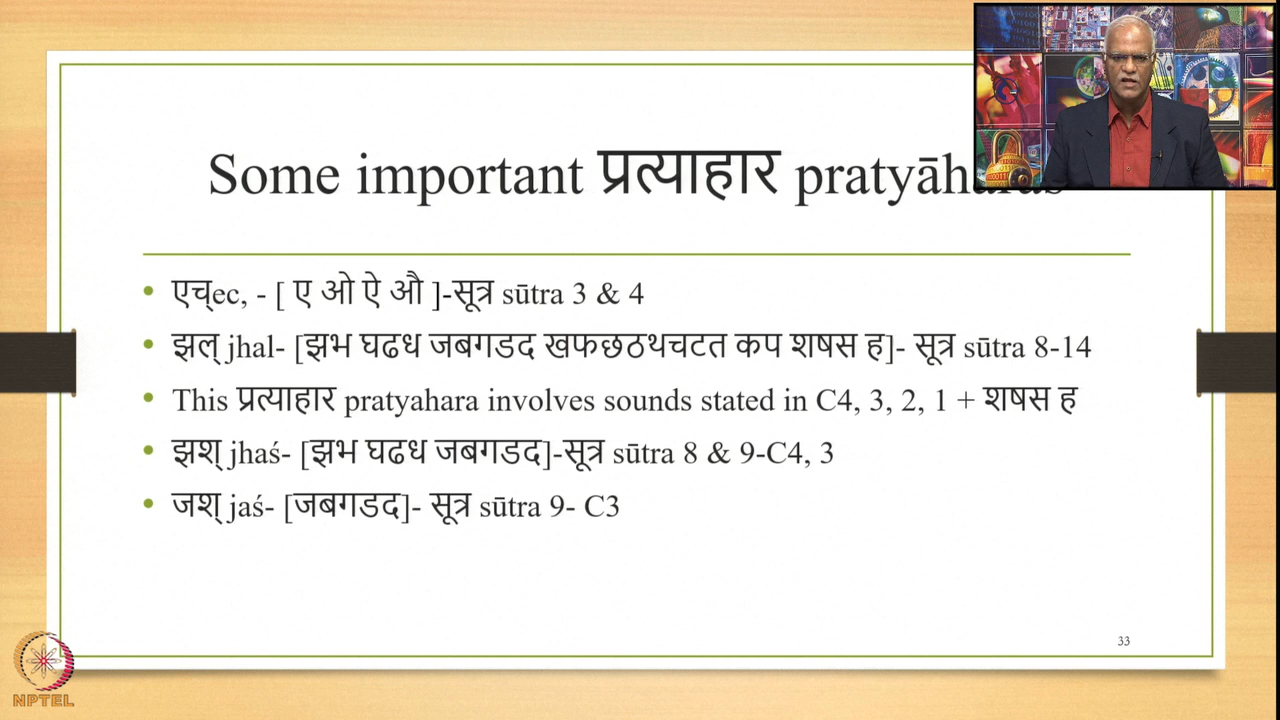 Some important प्रत्याहार pratyāhāras
• एच्ec, - [ ए ओ ऐ औ ]-सूत्र sūtra 3 & 4
• झल् jhal- [झभ घढध जबगडद खफछठथचटत कप शषस ह]- सूत्र sūtra 8-14
• This प्रत्याहार pratyahara involves sounds stated in C4, 3, 2, 1 + शषस ह
• झश् jhaś- [झभ घढध जबगडद]-सूत्र sūtra 8 & 9-C4, 3
• जश् jaś- [जबगडद]- सूत्र sūtra 9- C3
33
NPTEL